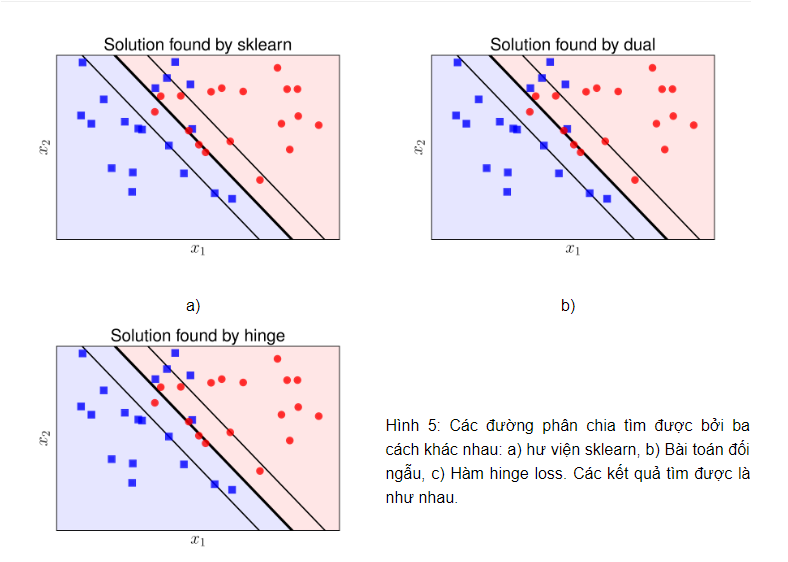 Solution found by sklearn
Solution found by dual
x2
x2
x1
x1
a)
b)
Solution found by hinge
x2
x1
Hình 5: Các đường phân chia tìm được bởi ba
cách khác nhau: a) hư viện sklearn, b) Bài toán đối
ngẫu, c) Hàm hinge loss. Các kết quả tìm được là
như nhau.